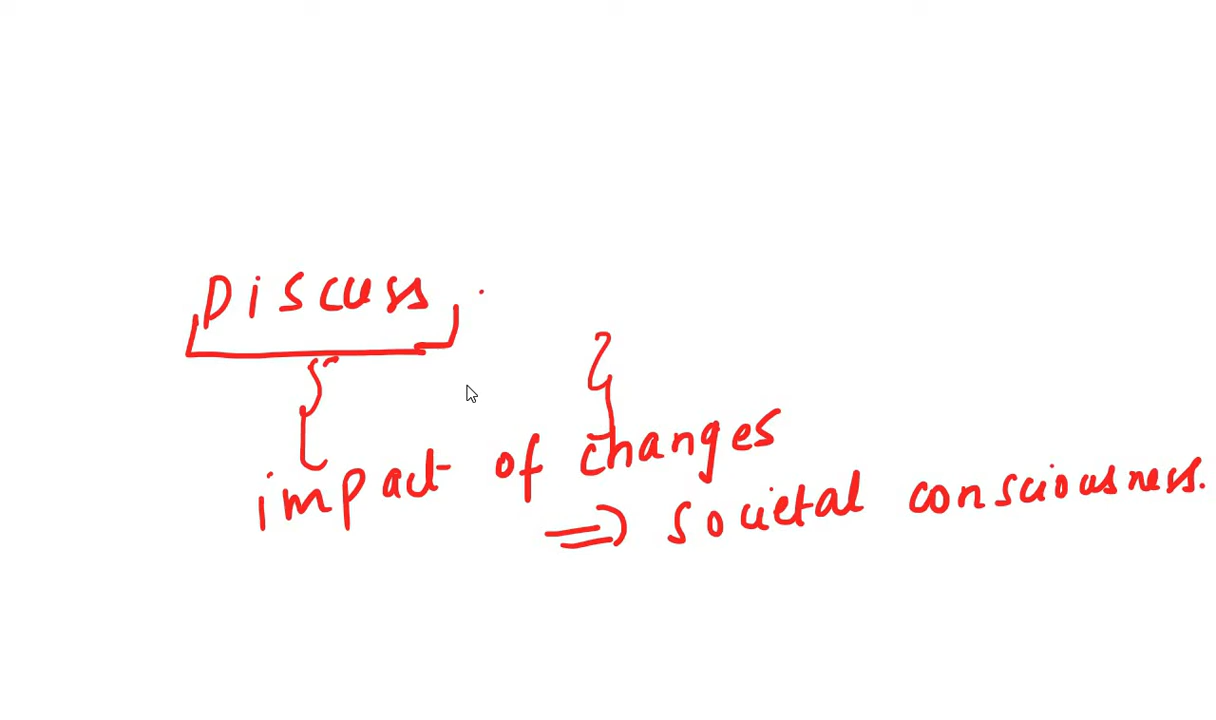 Discuss
impact of changes
⇒ societal consciousness.